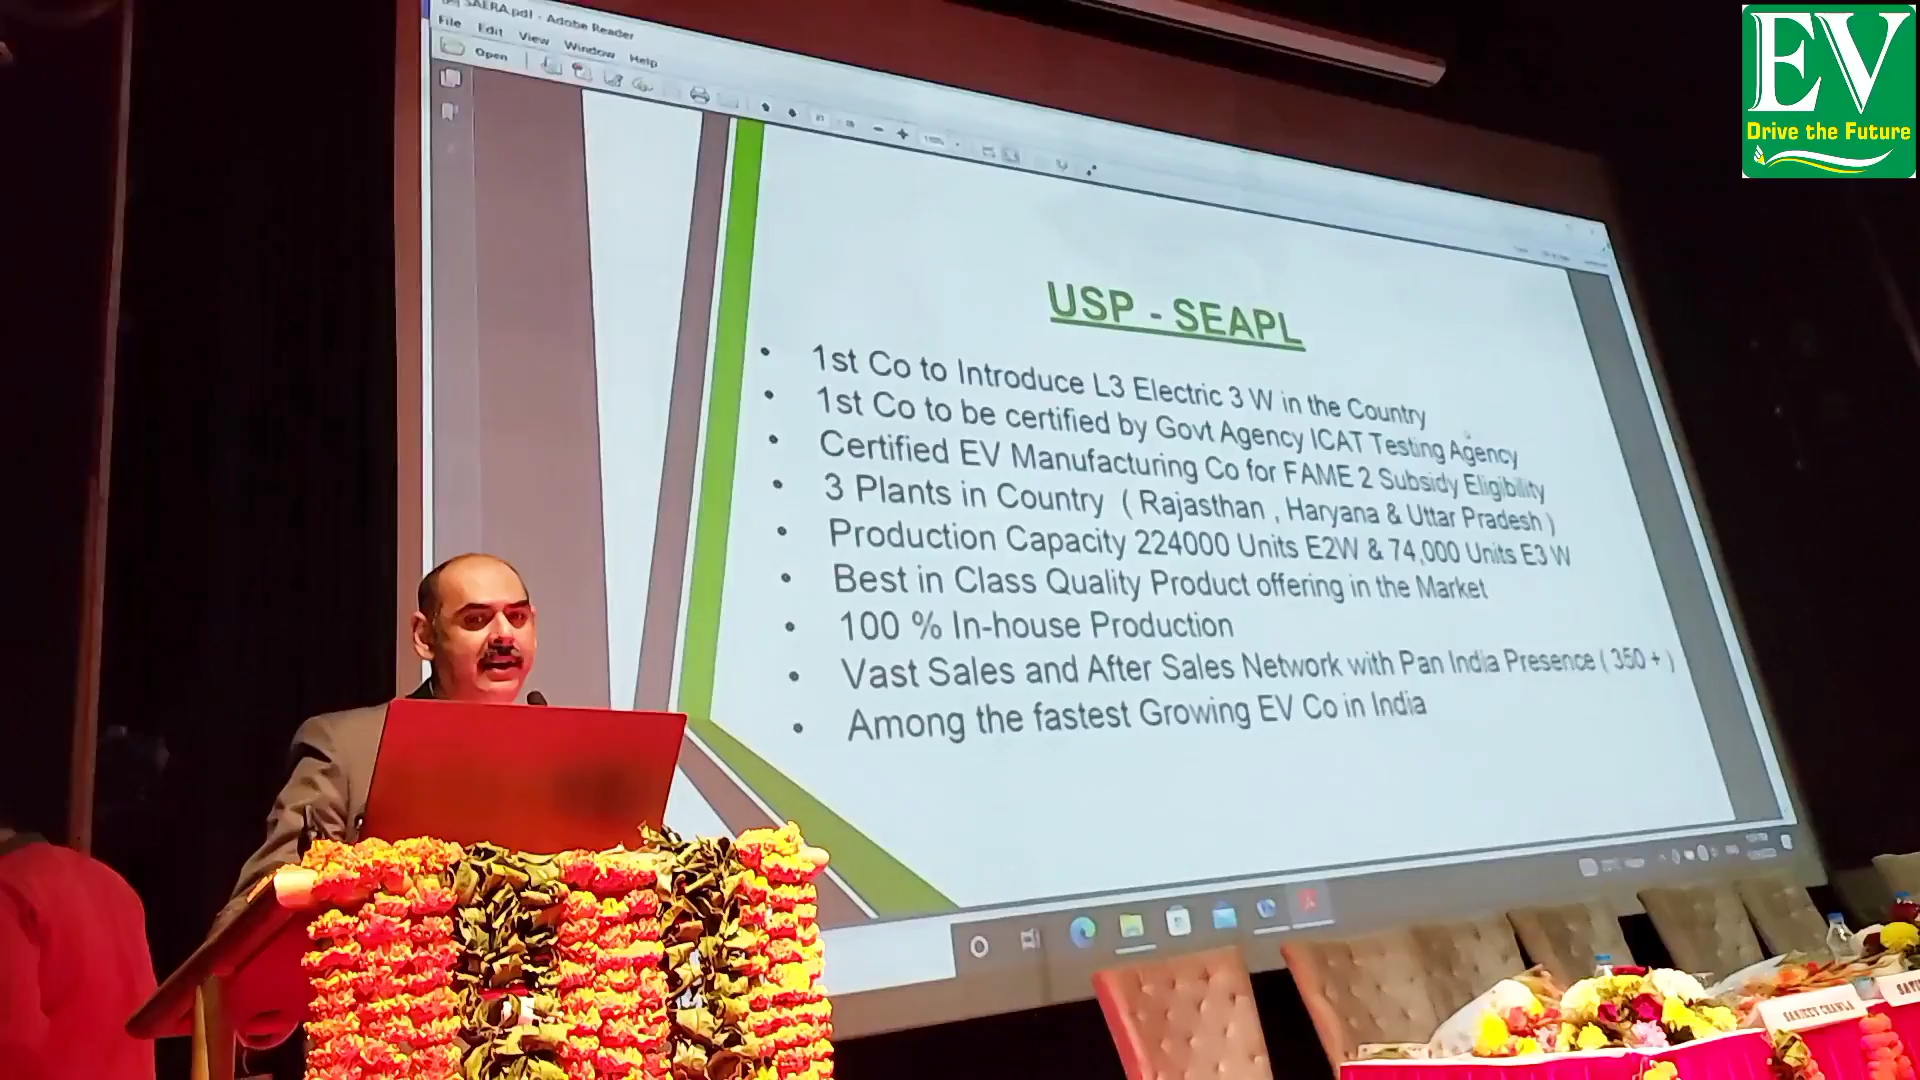 SAERA.pdf - Adobe Reader
File Edit View Window Help
Open
EV
Drive the Future
USP - SEAPL
• 1st Co to Introduce L3 Electric 3 W in the Country
• 1st Co to be certified by Govt Agency ICAT Testing Agency
• Certified EV Manufacturing Co for FAME 2 Subsidy Eligibility
• 3 Plants in Country ( Rajasthan , Haryana & Uttar Pradesh )
• Production Capacity 224000 Units E2W & 74,000 Units E3 W
• Best in Class Quality Product offering in the Market
• 100 % In-house Production
• Vast Sales and After Sales Network with Pan India Presence ( 350 + )
• Among the fastest Growing EV Co in India
SANJEEV CHAWLA